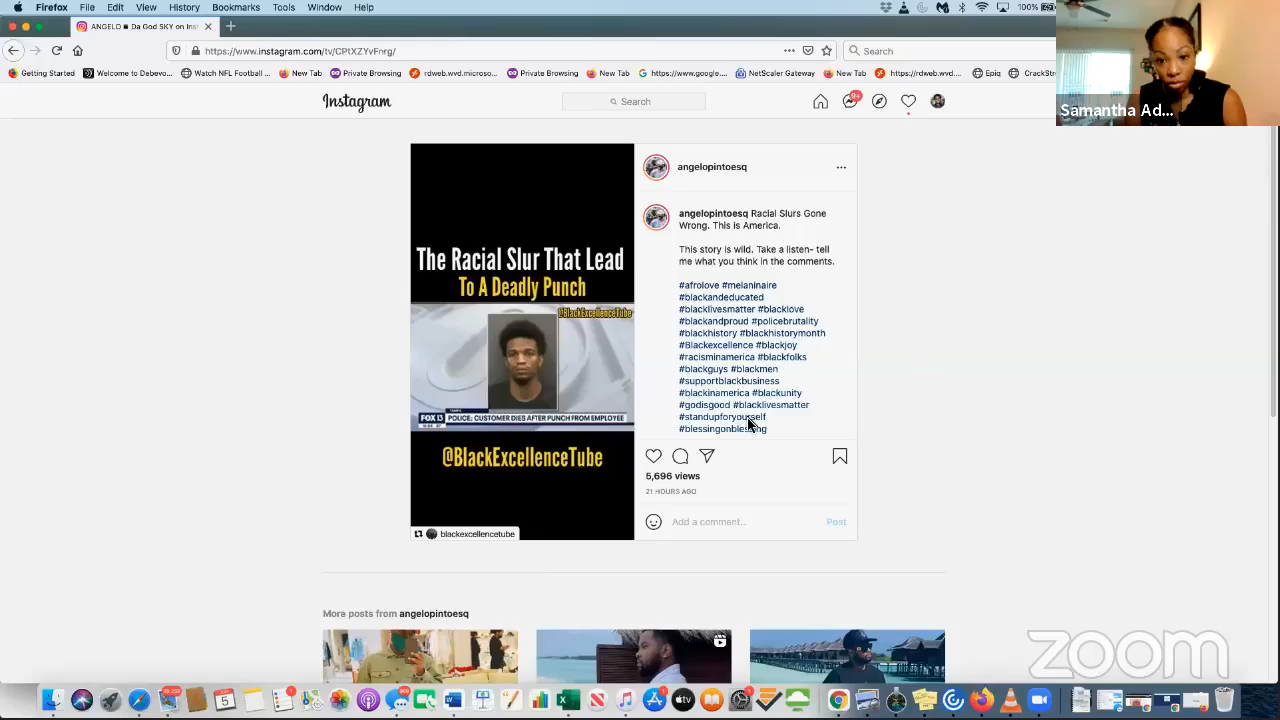 Firefox File Edit View History Bookmarks Tools Window Help
100%
ANGELO Da God SKY on Inst
https://www.instagram.com/tv/CPtXZYvFnrg/
Search
Getting Started Welcome to Debevo... Watch NFL Football ... New Tab Private Browsing rdweb.wvd.microso... Private Browsing New Tab https://www.google.... NetScaler Gateway New Tab https://rdweb.wvd.... Epiq CrackStr
Samantha Ad...
Instagram
Search
9+
angelopintoesq
angelopintoesq Racial Slurs Gone
Wrong. This is America.
This story is wild. Take a listen- tell
me what you think in the comments.
#afrolove #melaninaire
#blackandeducated
#blacklivesmatter #blacklove
#blackandproud #policebrutality
#blackhistory #blackhistorymonth
#Blackexcellence #blackjoy
#racisminamerica #blackfolks
#blackguys #blackmen
#supportblackbusiness
#blackinamerica #blackunity
#godisgood #blacklivesmatter
#standupforyourself
#blessingonblessing
The Racial Slur That Lead
To A Deadly Punch
@BlackExcellenceTube
FOX 13
TAMPA
POLICE: CUSTOMER DIES AFTER PUNCH FROM EMPLOYEE
@BlackExcellenceTube
blackexcellencetube
5,696 views
21 HOURS AGO
Add a comment...
Post
More posts from angelopintoesq
zoom